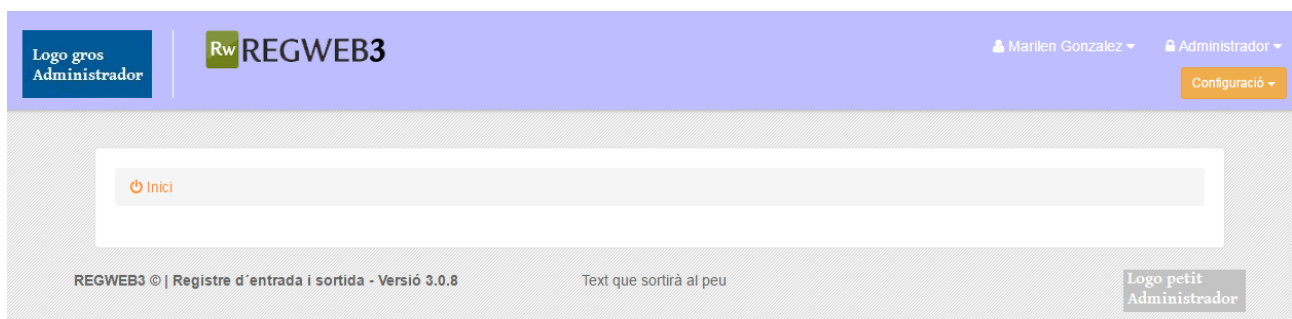 Logo gros
Administrador
Rw REGWEB3
Marilen Gonzalez
Administrador
Configuració
Inici
REGWEB3 © | Registre d´entrada i sortida - Versió 3.0.8
Text que sortirà al peu
Logo petit
Administrador